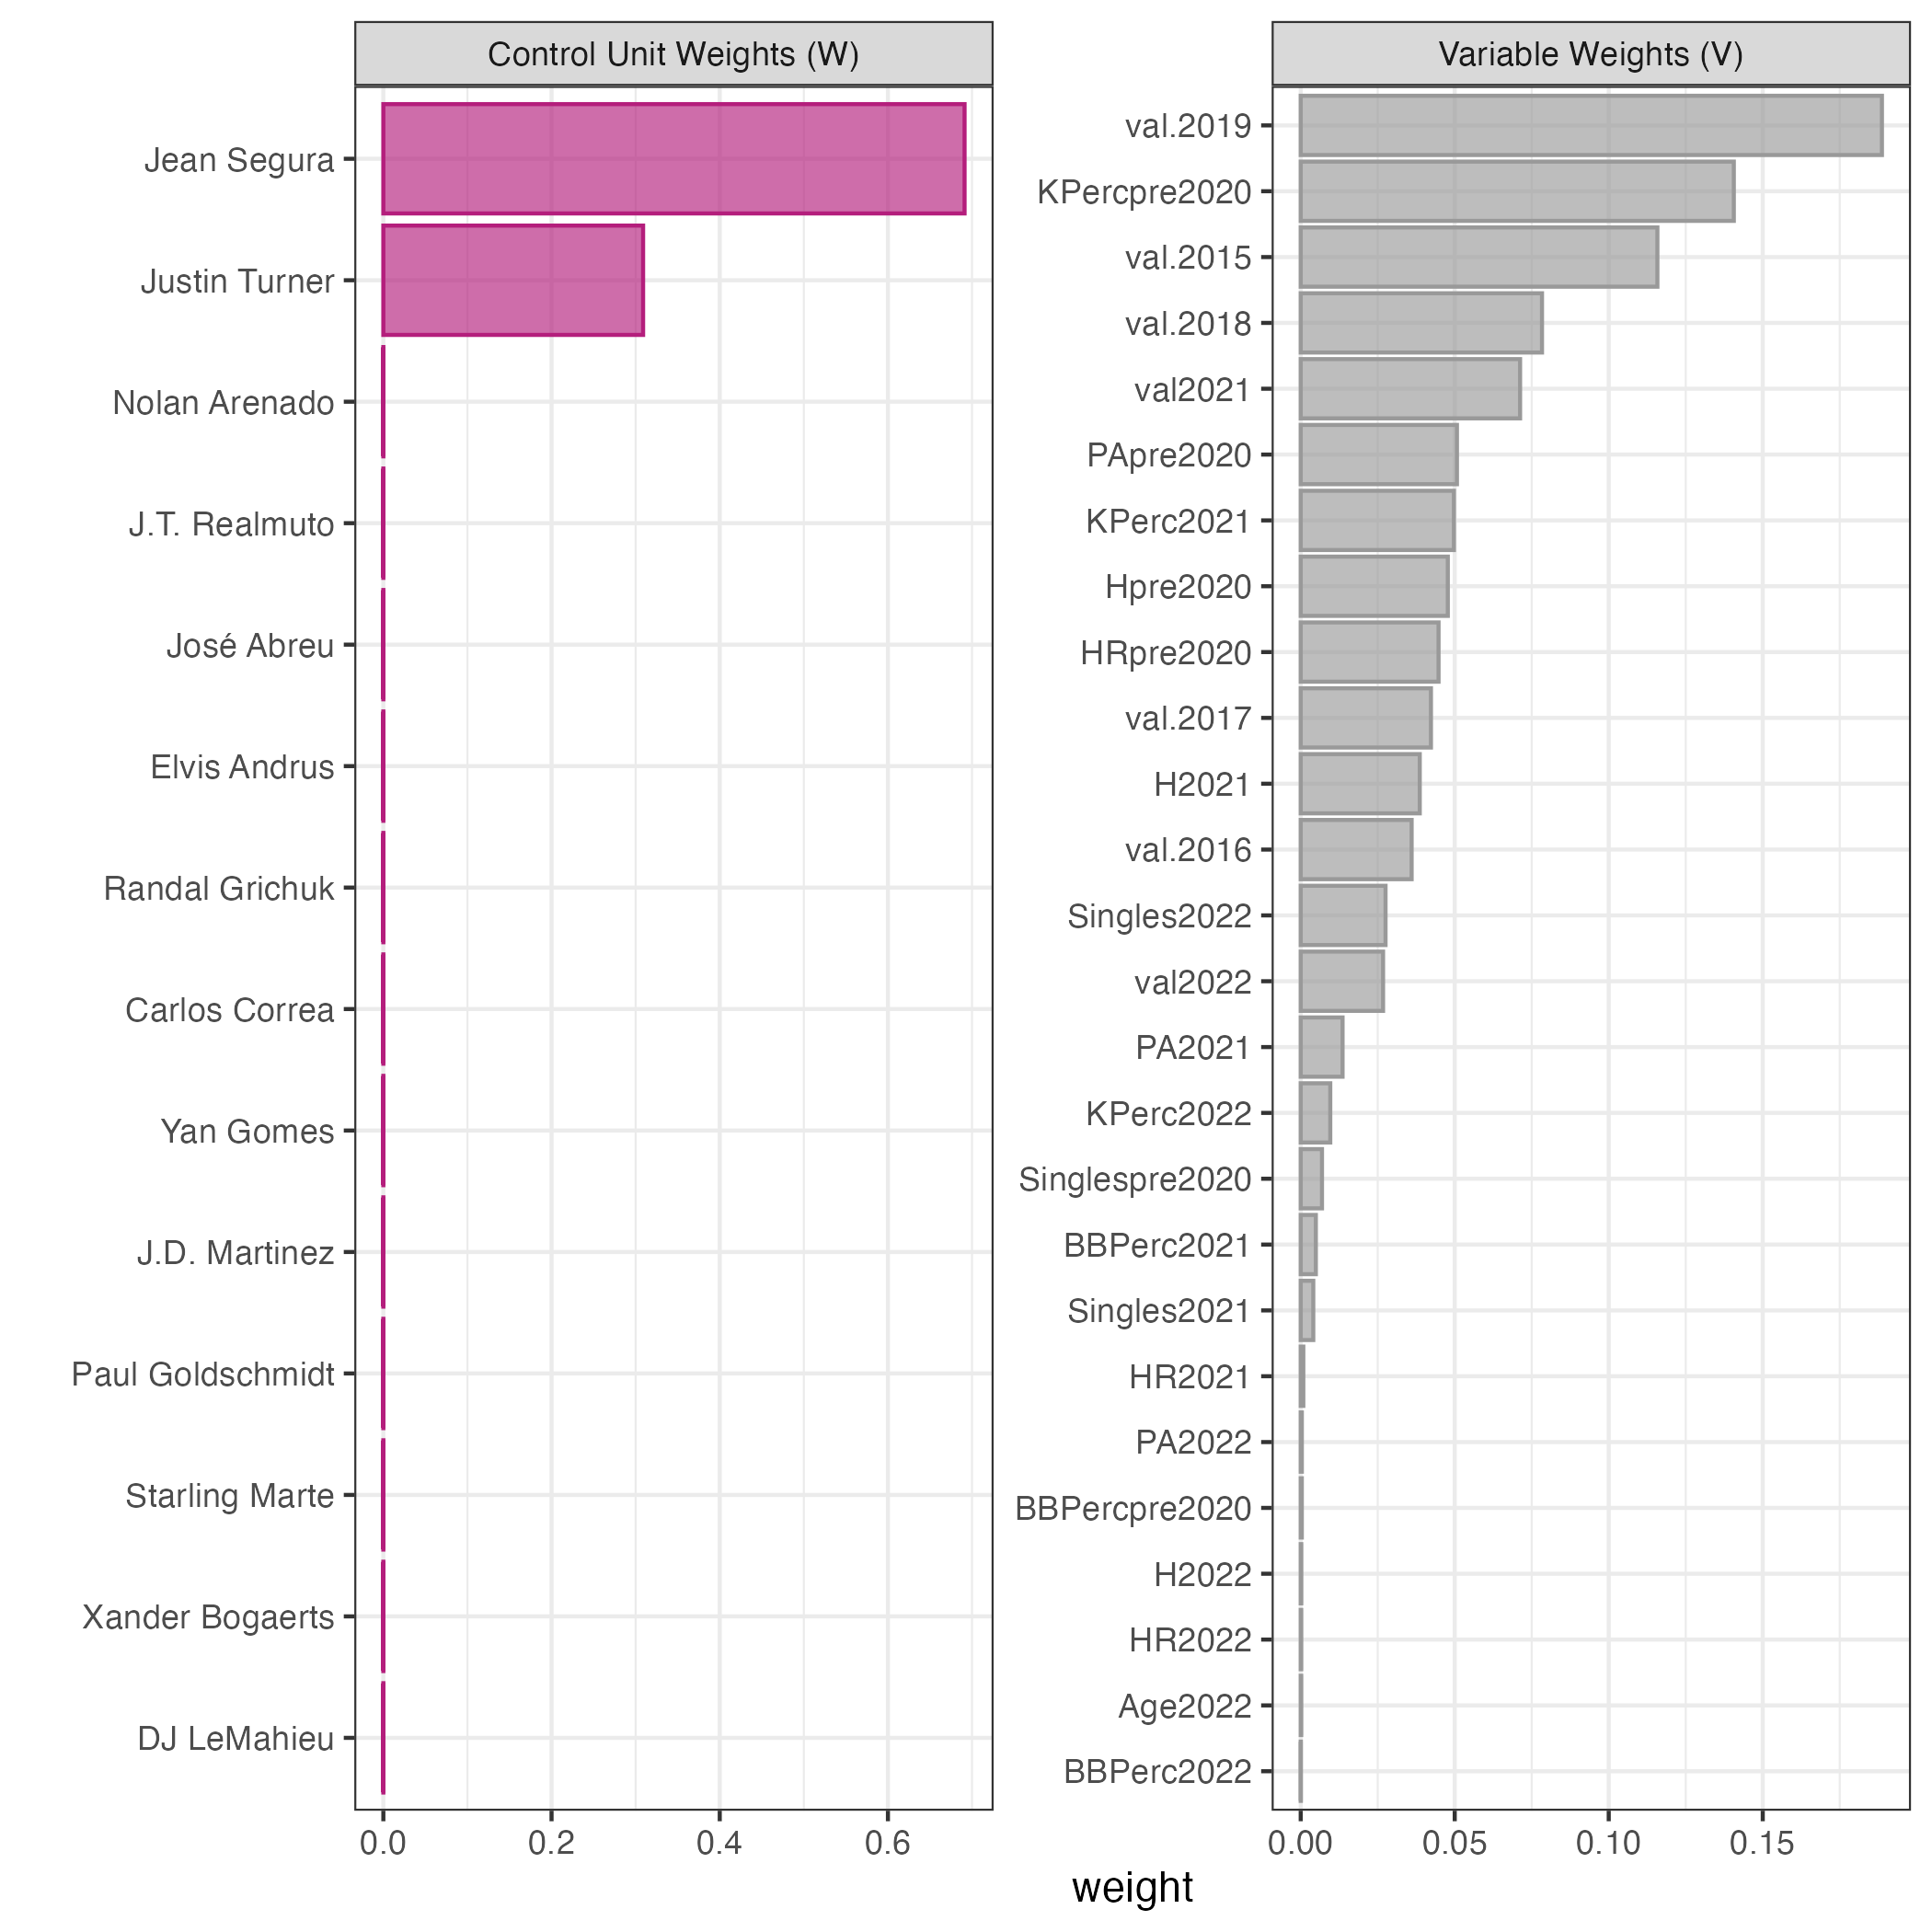 Control Unit Weights (W)
Jean Segura
Justin Turner
Nolan Arenado
J.T. Realmuto
José Abreu
Elvis Andrus
Randal Grichuk
Carlos Correa
Yan Gomes
J.D. Martinez
Paul Goldschmidt
Starling Marte
Xander Bogaerts
DJ LeMahieu
0.0 0.2 0.4 0.6
Variable Weights (V)
val.2019
KPercpre2020
val.2015
val.2018
val2021
PApre2020
KPerc2021
Hpre2020
HRpre2020
val.2017
H2021
val.2016
Singles2022
val2022
PA2021
KPerc2022
Singlespre2020
BBPerc2021
Singles2021
HR2021
PA2022
BBPercpre2020
H2022
HR2022
Age2022
BBPerc2022
0.00 0.05 0.10 0.15
weight